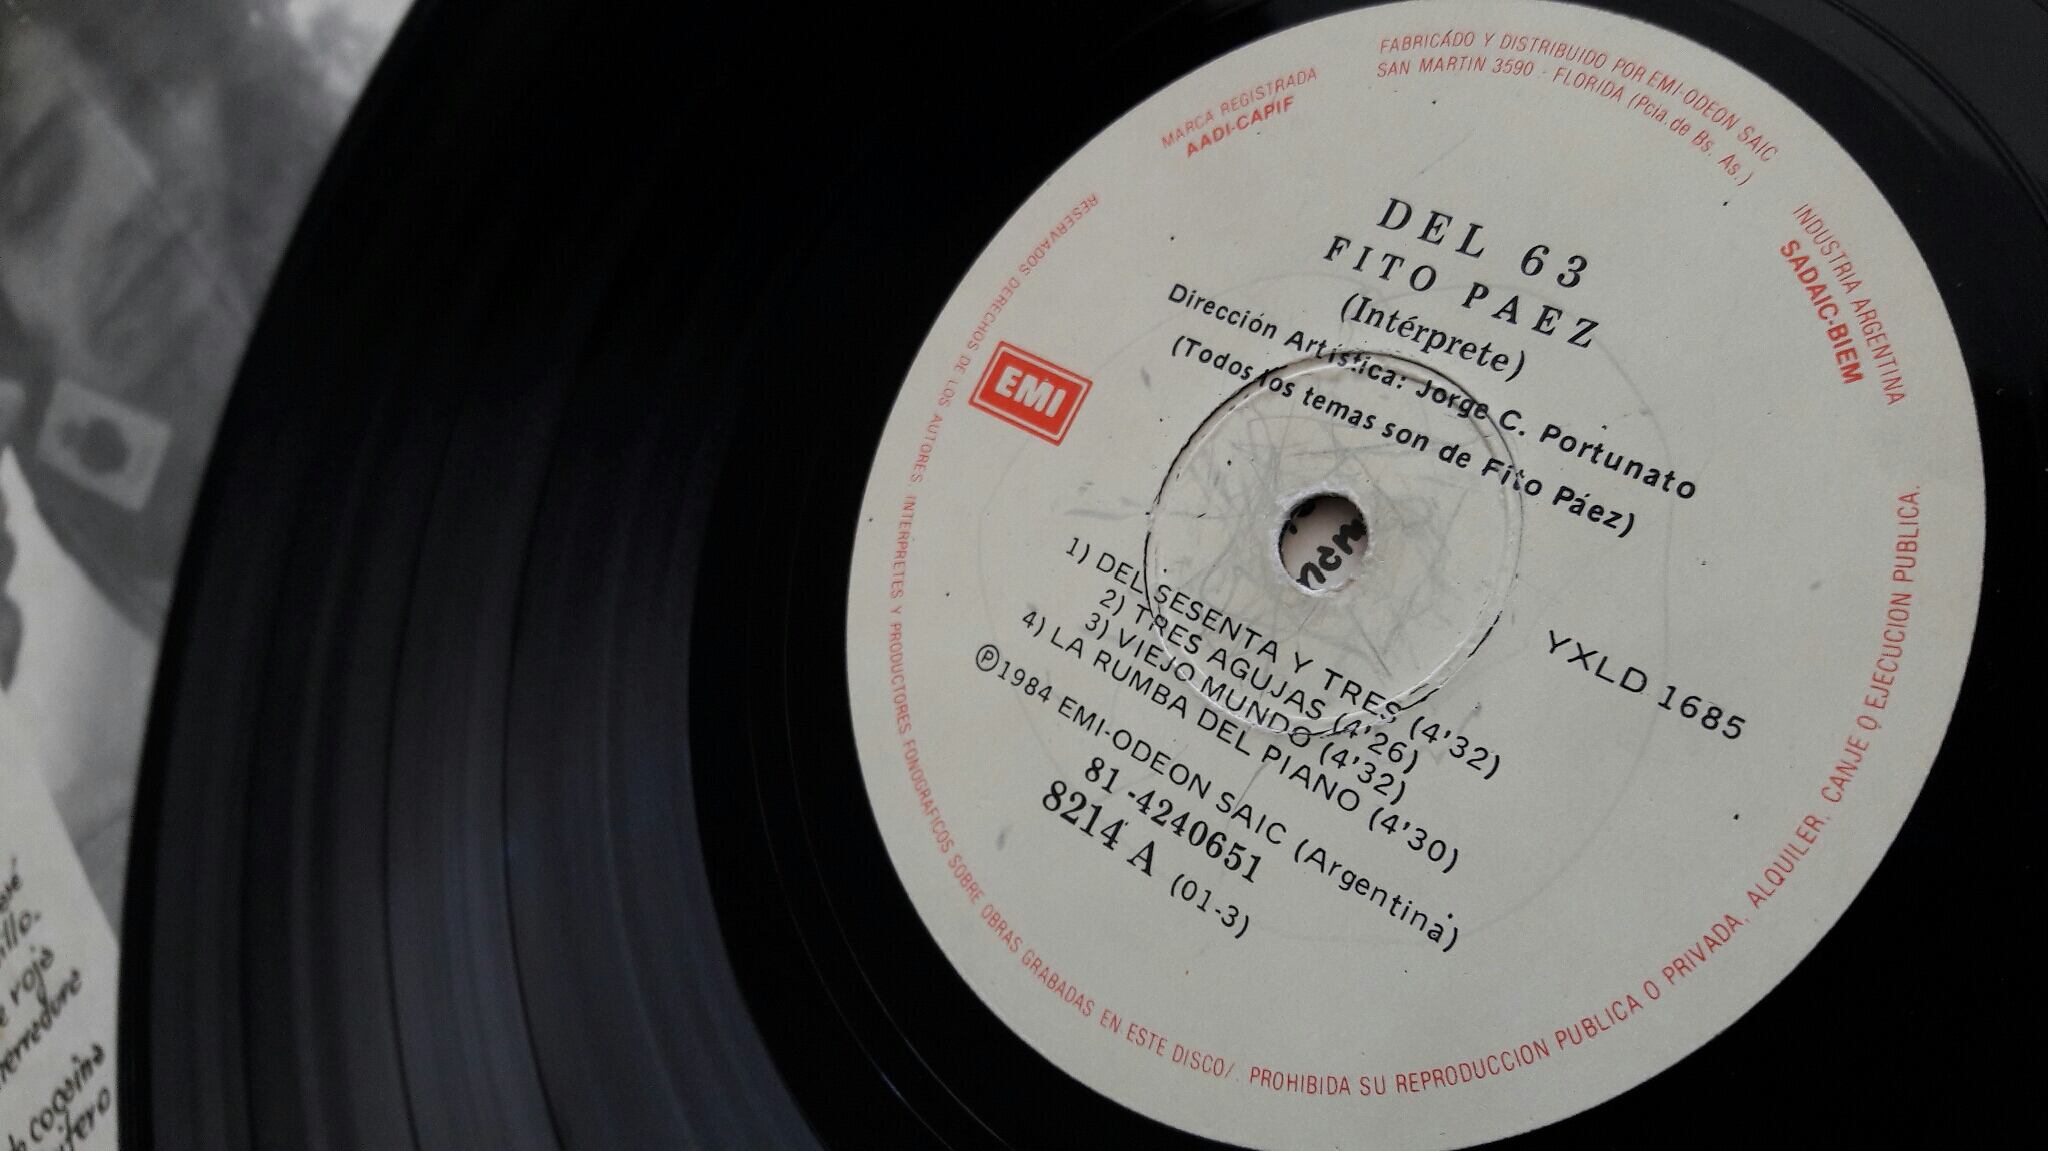 FABRICADO Y DISTRIBUIDO POR EMI-ODEON SAIC
SAN MARTIN 3590 - FLORIDA (Pcia. de Bs. As.)
MARCA REGISTRADA
AADI-CAPIF
INDUSTRIA ARGENTINA
SADAIC-BIEM
DEL 63
FITO PAEZ
(Intérprete)
Dirección Artística: Jorge C. Portunato
(Todos los temas son de Fito Páez)
EMI
YXLD 1685
1) DEL SESENTA Y TRES (4'32)
2) TRES AGUJAS (4'26)
3) VIEJO MUNDO (4'32)
4) LA RUMBA DEL PIANO (4'30)
Ⓟ1984 EMI-ODEON SAIC (Argentina)
81-4240651
8214 A (01-3)
RESERVADOS DERECHOS DE LOS AUTORES, INTERPRETES Y PRODUCTORES FONOGRAFICOS SOBRE OBRAS GRABADAS EN ESTE DISCO/. PROHIBIDA SU REPRODUCCION PUBLICA O PRIVADA, ALQUILER, CANJE O EJECUCION PUBLICA.
roja
cocaina